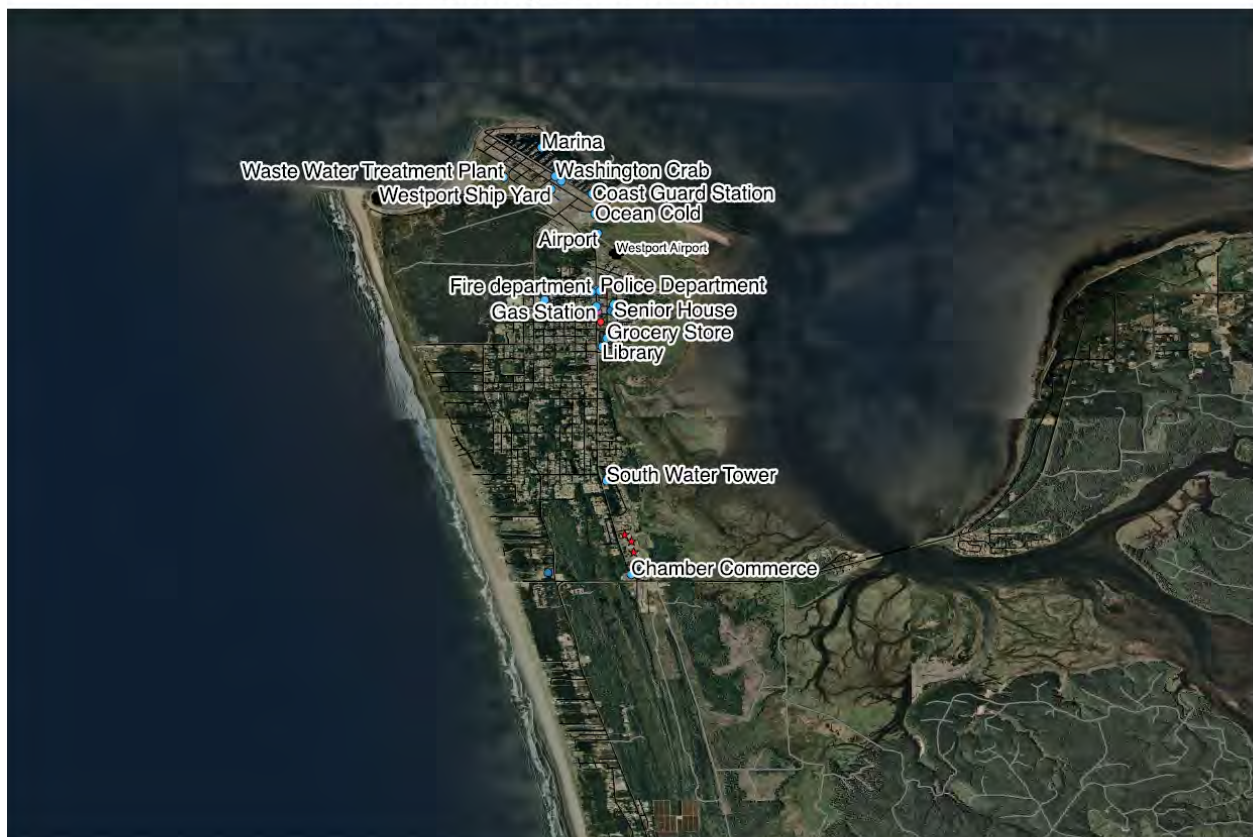 Marina
Waste Water Treatment Plant
Washington Crab
Westport Ship Yard
Coast Guard Station
Ocean Cold
Airport
Westport Airport
Fire department
Police Department
Gas Station
Senior House
Grocery Store
Library
South Water Tower
Chamber Commerce